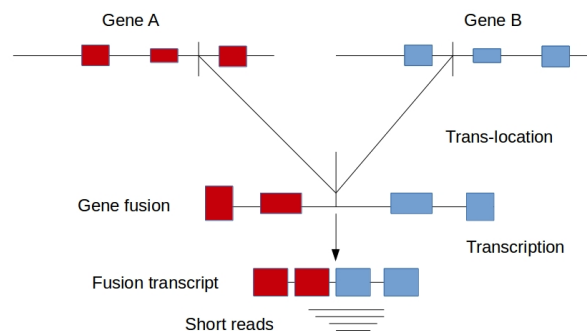 Gene A
Gene B
Trans-location
Gene fusion
Transcription
Fusion transcript
Short reads